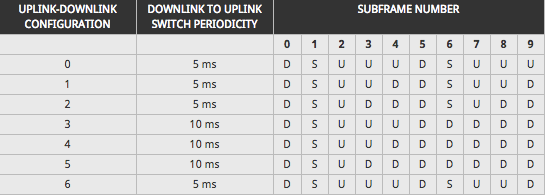 UPLINK-DOWNLINK CONFIGURATION DOWNLINK TO UPLINK SWITCH PERIODICITY SUBFRAME NUMBER
0 1 2 3 4 5 6 7 8 9
0 5 ms D S U U U D S U U U
1 5 ms D S U U D D S U U D
2 5 ms D S U D D D S U U D
3 10 ms D S U U U D D D D D
4 10 ms D S U U D D D D D D
5 10 ms D S U D D D D D D D
6 5 ms D S U U U D S U U D